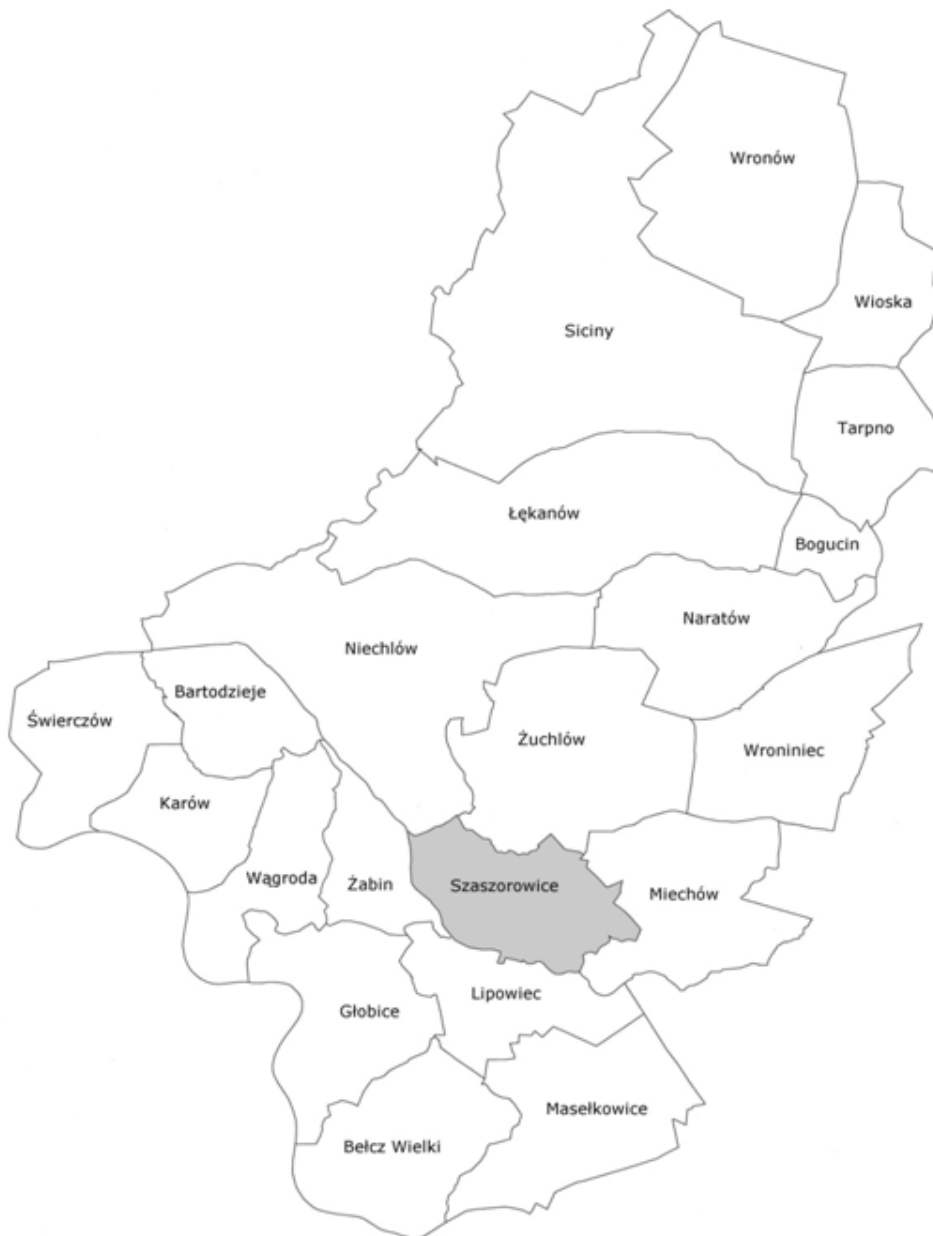 Wronów
Wioska
Siciny
Tarpno
Łękanów
Bogucin
Naratów
Niechlów
Bartodzieje
Świerczów
Żuchlów
Wroniniec
Karów
Wągroda
Żabin
Szaszorowice
Miechów
Lipowiec
Głobice
Masełkowice
Bełcz Wielki